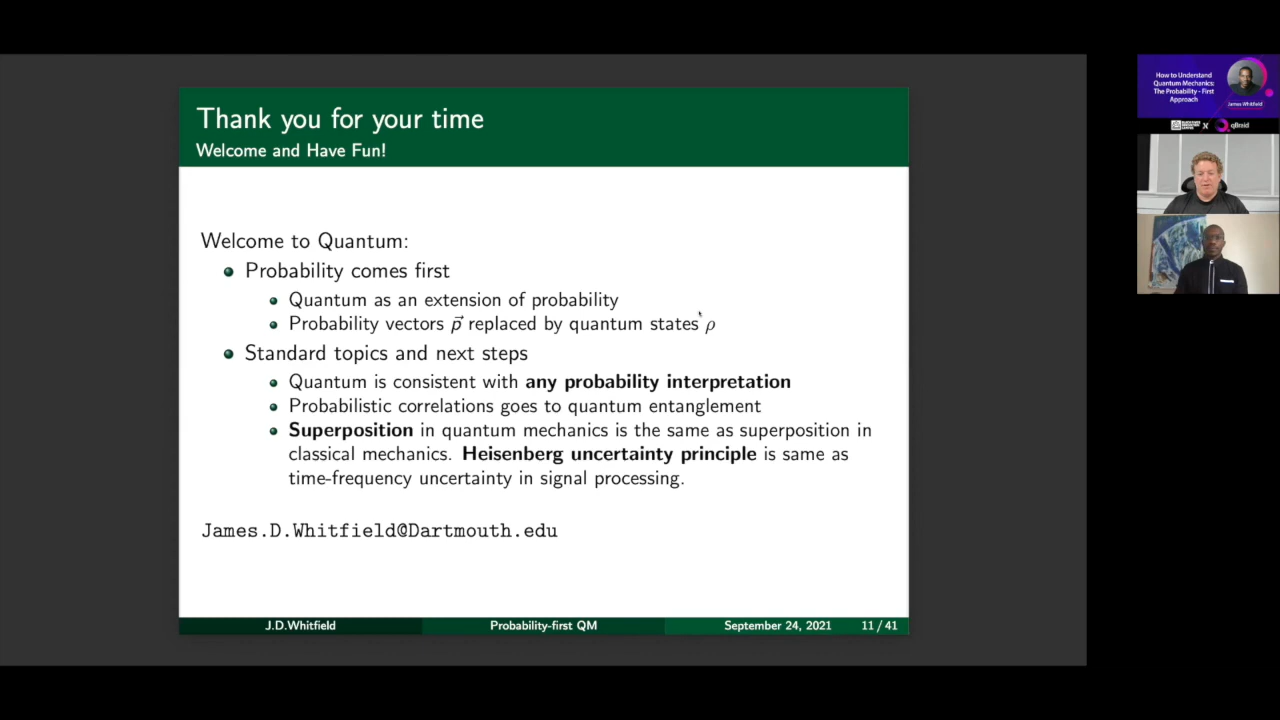 Thank you for your time
Welcome and Have Fun!
Welcome to Quantum:
Probability comes first
Quantum as an extension of probability
Probability vectors p⃗ replaced by quantum states ρ
Standard topics and next steps
Quantum is consistent with any probability interpretation
Probabilistic correlations goes to quantum entanglement
Superposition in quantum mechanics is the same as superposition in
classical mechanics. Heisenberg uncertainty principle is same as
time-frequency uncertainty in signal processing.
James.D.Whitfield@Dartmouth.edu
J.D.Whitfield Probability-first QM September 24, 2021 11 / 41
How to Understand
Quantum Mechanics:
The Probability - First
Approach
James Whitfield
X qBraid